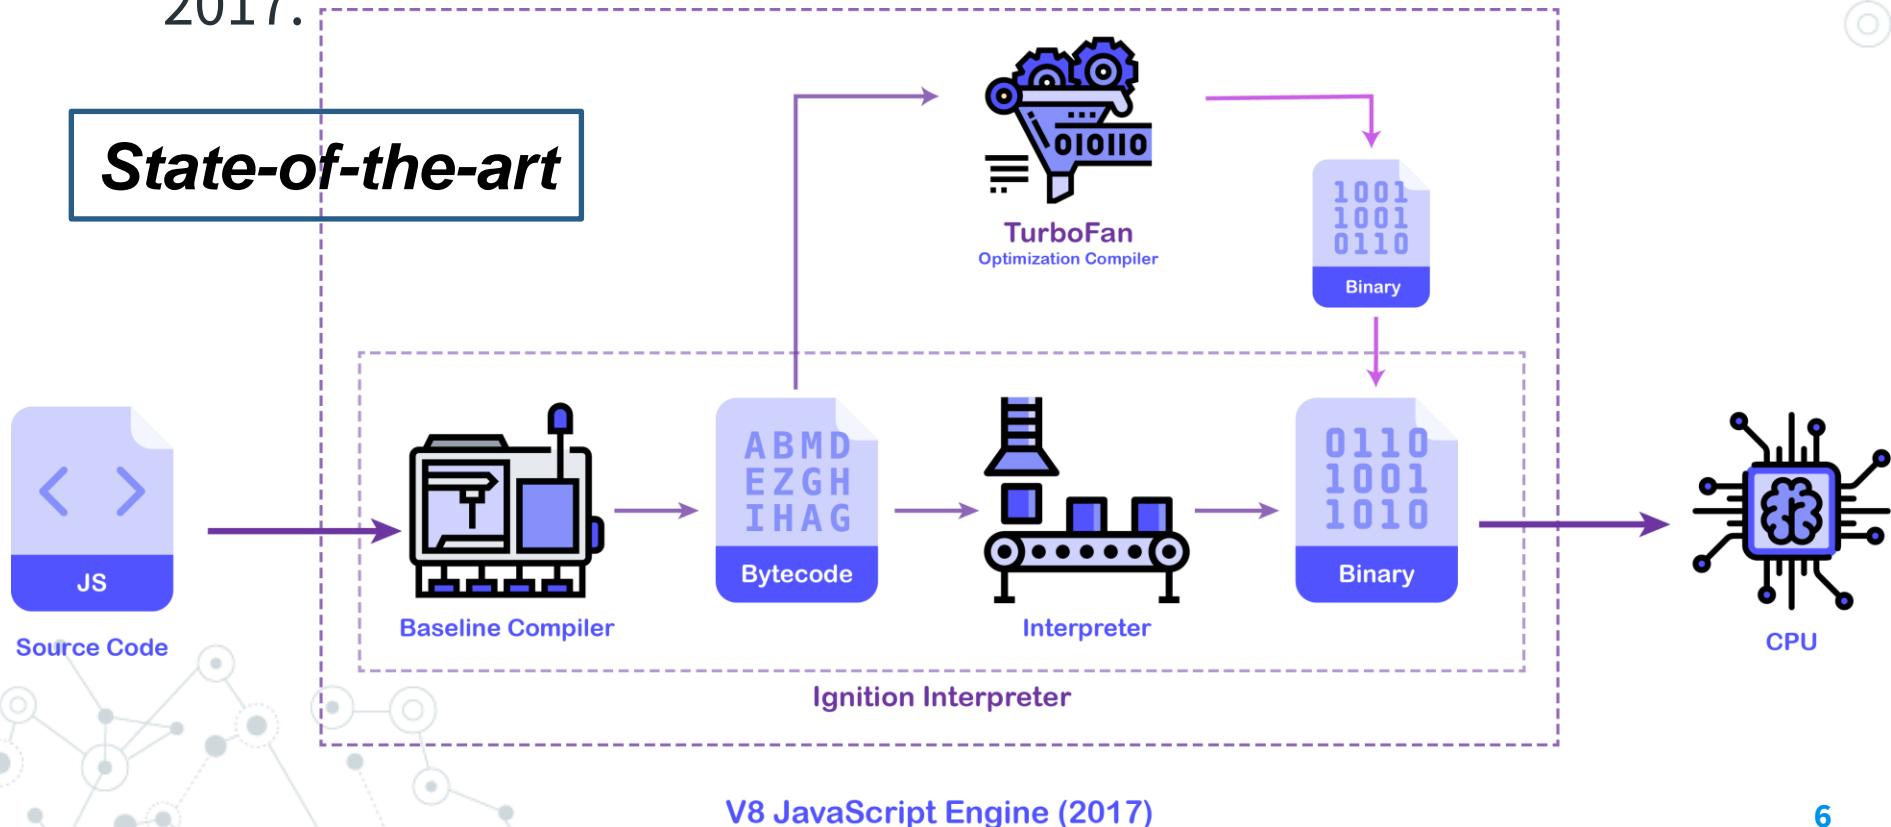 2017.
State-of-the-art
010110
TurboFan
Optimization Compiler
1001
1001
0110
Binary
JS
Source Code
Baseline Compiler
ABMD
EZGH
IHAG
Bytecode
Interpreter
0110
1001
1010
Binary
CPU
Ignition Interpreter
V8 JavaScript Engine (2017)
6